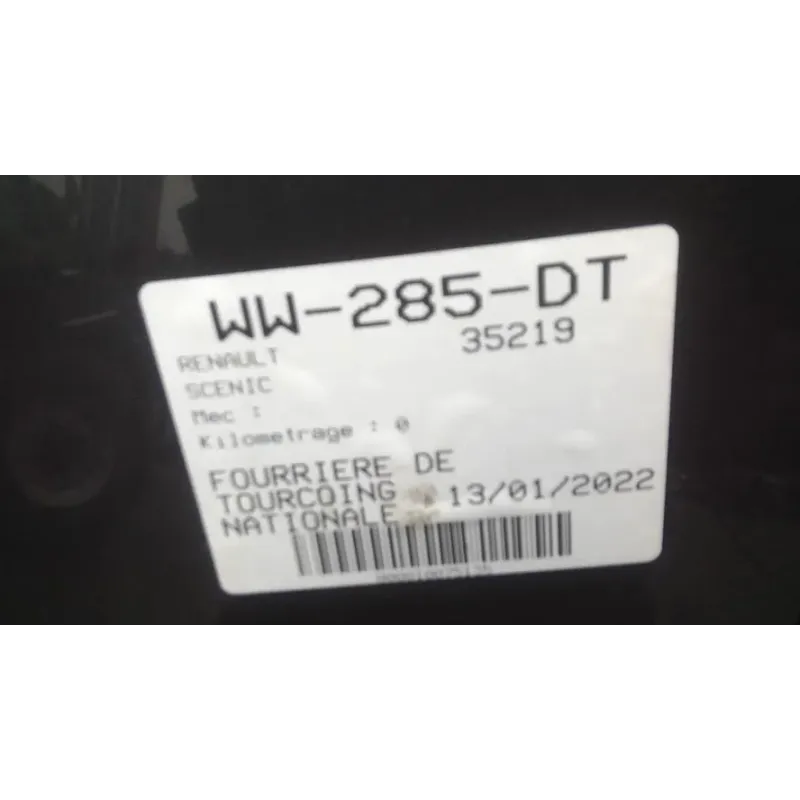 WW-285-DT
35219
RENAULT
SCENIC
Mec :
Kilometrage : 0
FOURRIERE DE
TOURCOING 13/01/2022
NATIONALE